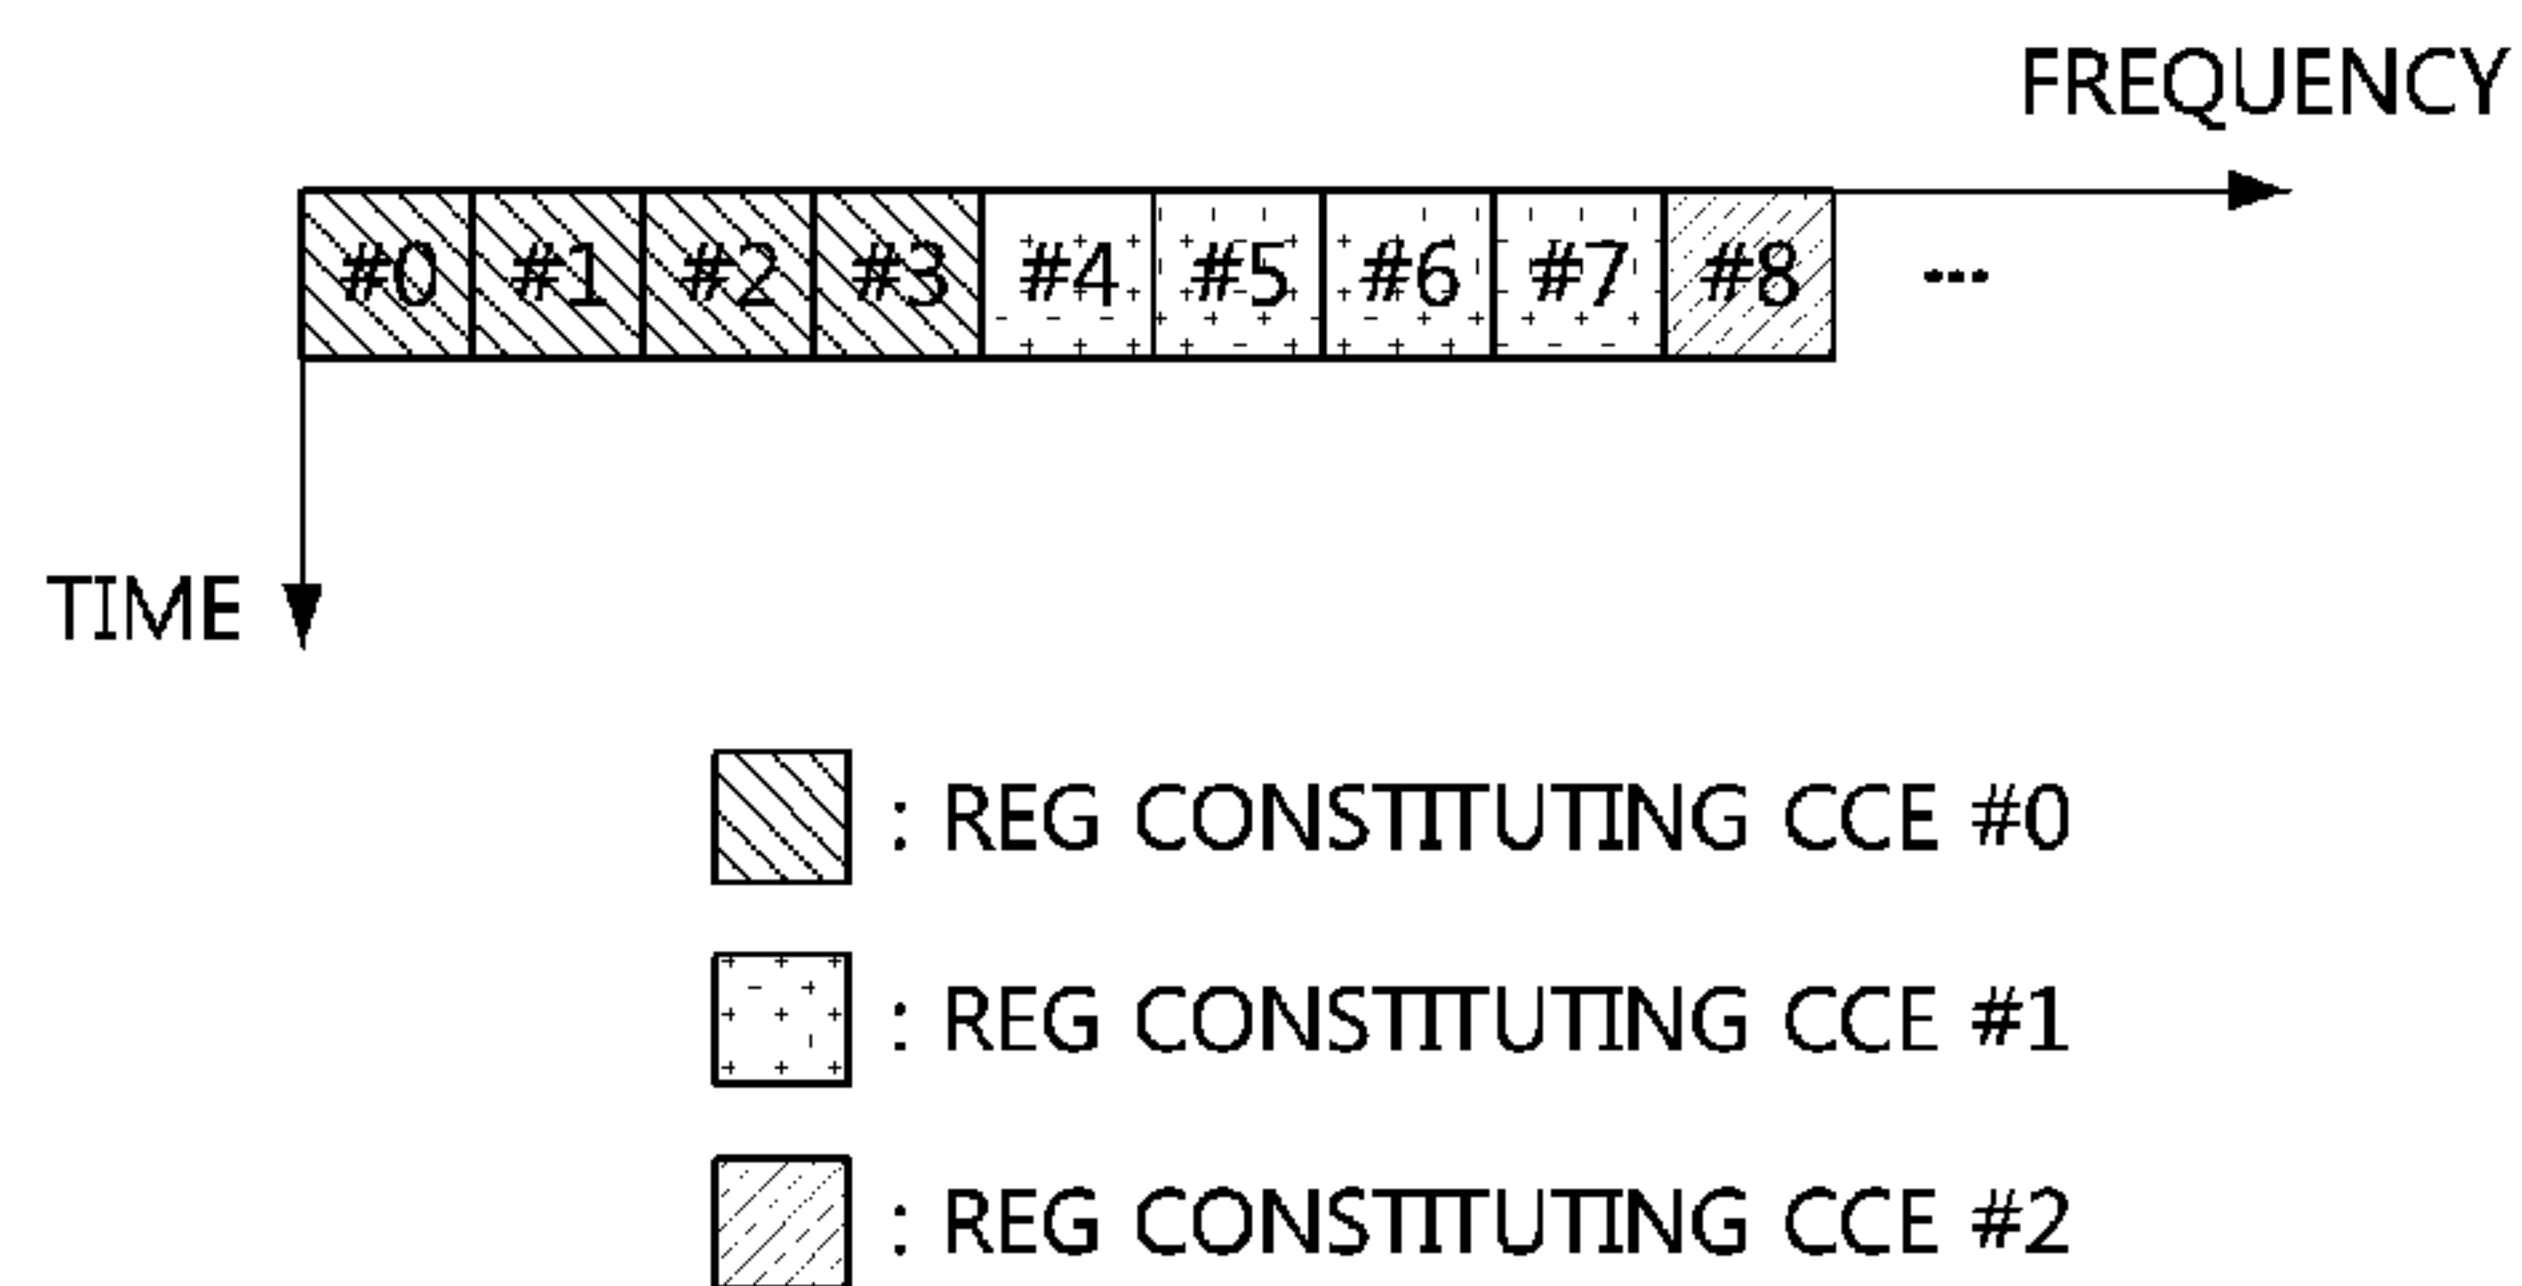 FREQUENCY
#0 #1 #2 #3 #4 #5 #6 #7 #8 ...
TIME
: REG CONSTITUTING CCE #0
: REG CONSTITUTING CCE #1
: REG CONSTITUTING CCE #2